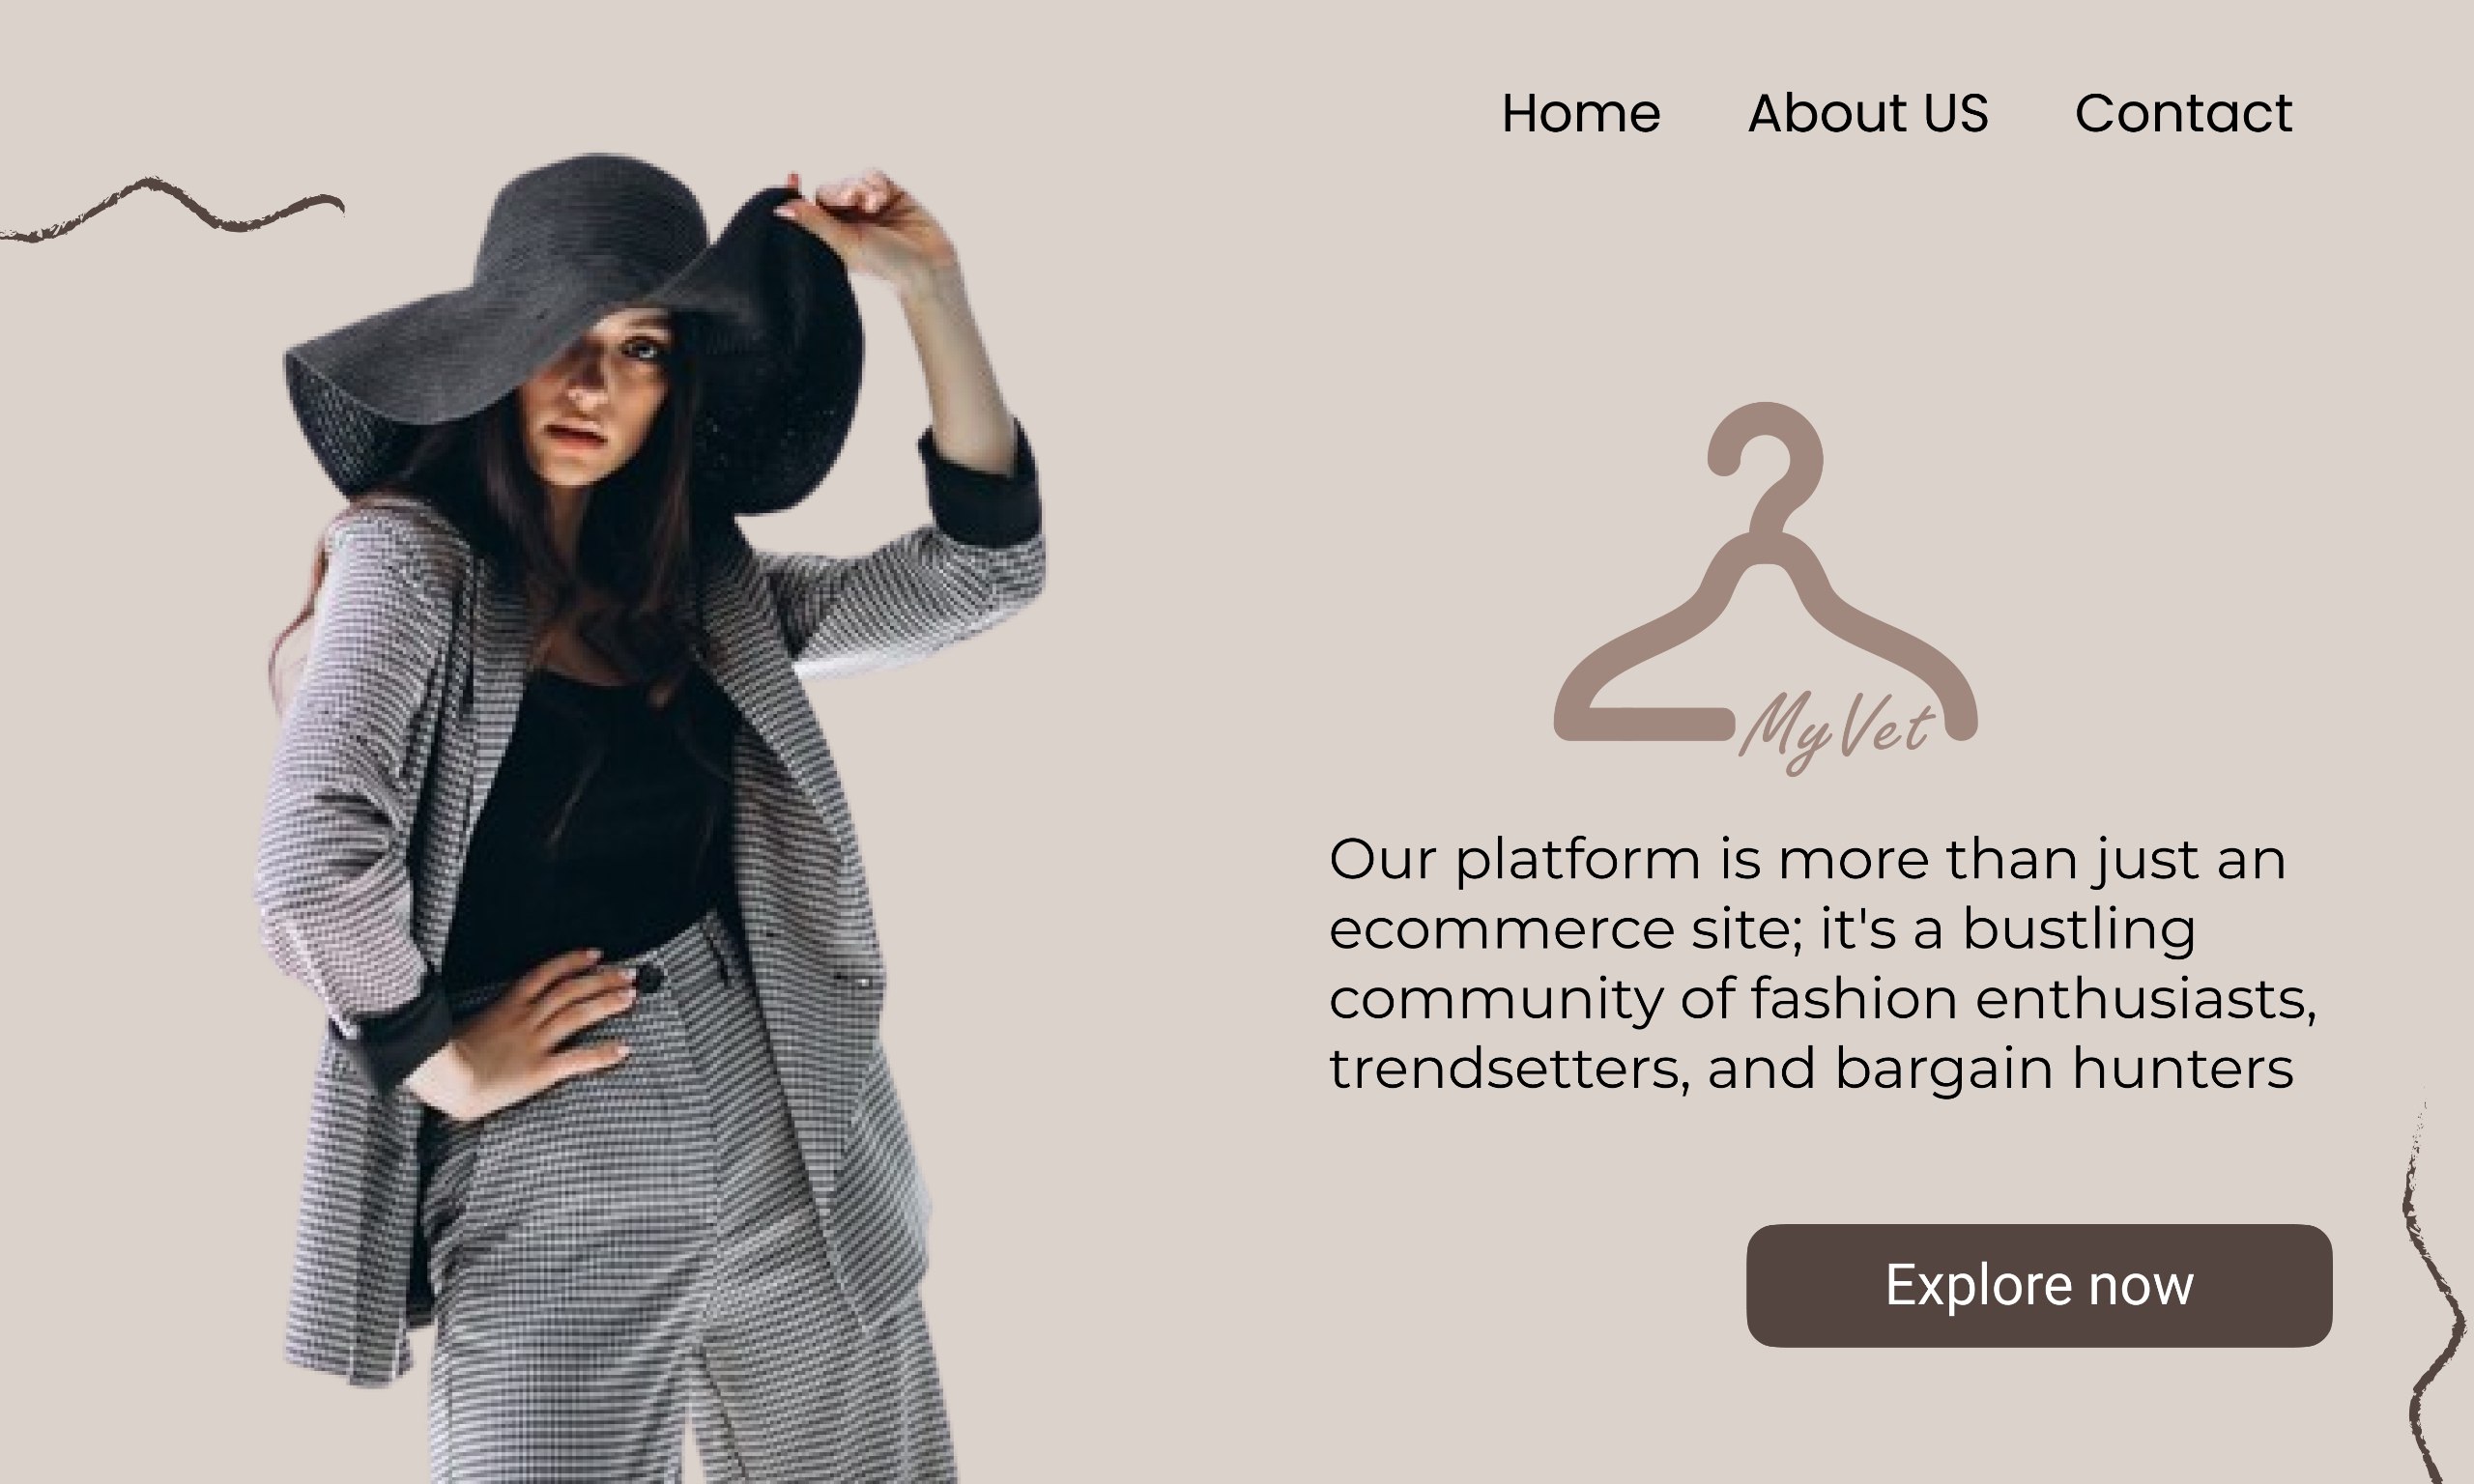 Home About US Contact
MyVet
Our platform is more than just an
ecommerce site; it's a bustling
community of fashion enthusiasts,
trendsetters, and bargain hunters
Explore now